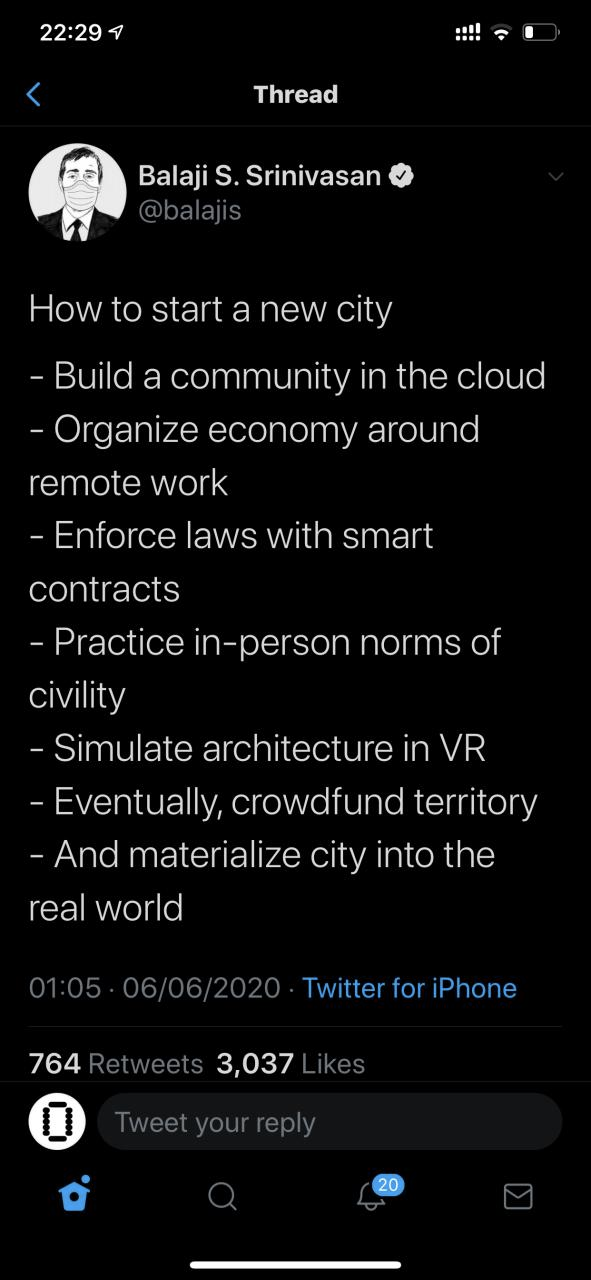 22:29
Thread
Balaji S. Srinivasan
@balajis
How to start a new city
- Build a community in the cloud
- Organize economy around
remote work
- Enforce laws with smart
contracts
- Practice in-person norms of
civility
- Simulate architecture in VR
- Eventually, crowdfund territory
- And materialize city into the
real world
01:05 · 06/06/2020 · Twitter for iPhone
764 Retweets 3,037 Likes
Tweet your reply
20